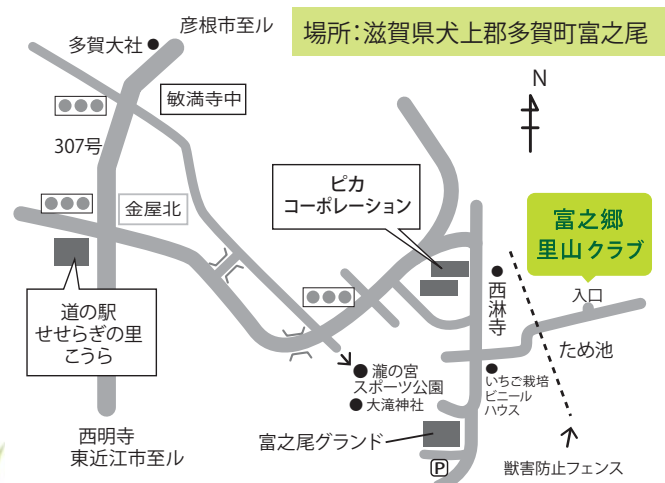 彦根市至ル
多賀大社
場所:滋賀県犬上郡多賀町富之尾
N
敏満寺中
307号
ピカ
コーポレーション
金屋北
富之郷
里山クラブ
入口
西淋寺
道の駅
せせらぎの里
こうら
ため池
瀧の宮
スポーツ公園
大滝神社
いちご栽培
ビニール
ハウス
西明寺
東近江市至ル
富之尾グランド
P
獣害防止フェンス